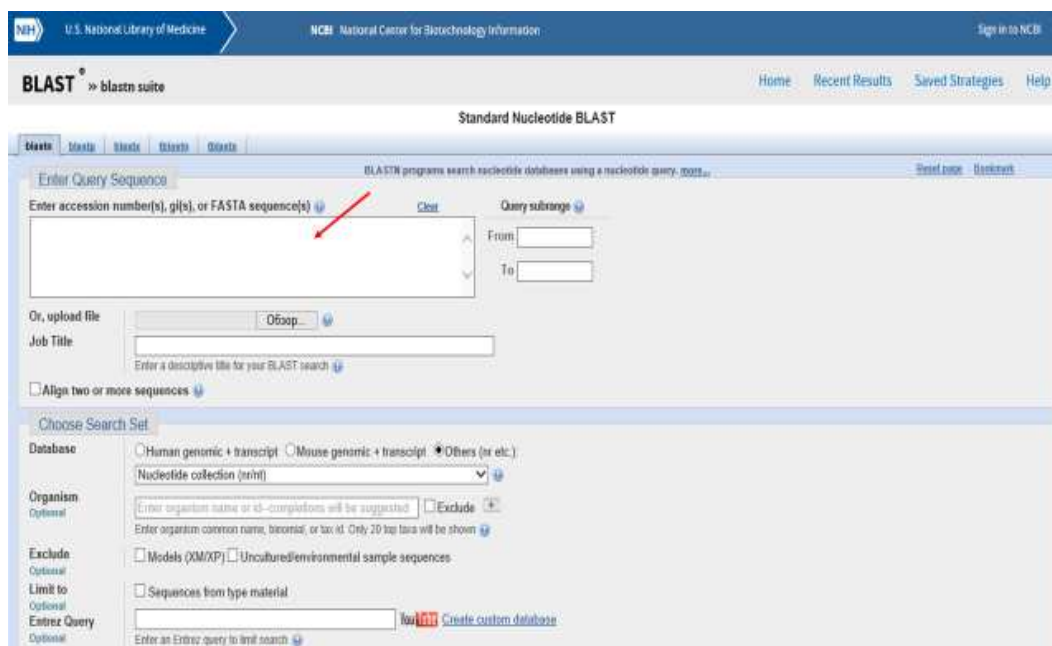 NIH U.S. National Library of Medicine NCBI National Center for Biotechnology Information Sign in to NCBI
BLAST ® » blastn suite Home Recent Results Saved Strategies Help
Standard Nucleotide BLAST
blastn blastp blastx tblastn tblastx
BLASTN programs search nucleotide databases using a nucleotide query. more... Reset page Bookmark
Enter Query Sequence
Enter accession number(s), gi(s), or FASTA sequence(s) Clear Query subrange
From
To
Or, upload file Обзор...
Job Title
Enter a descriptive title for your BLAST search
Align two or more sequences
Choose Search Set
Database Human genomic + transcript Mouse genomic + transcript Others (nr etc.):
Nucleotide collection (nr/nt)
Organism Optional Enter organism name or id--completions will be suggested Exclude +
Enter organism common name, binomial, or tax id. Only 20 top taxa will be shown
Exclude Optional Models (XM/XP) Uncultured/environmental sample sequences
Limit to Optional Sequences from type material
Entrez Query Optional YouTube Create custom database
Enter an Entrez query to limit search